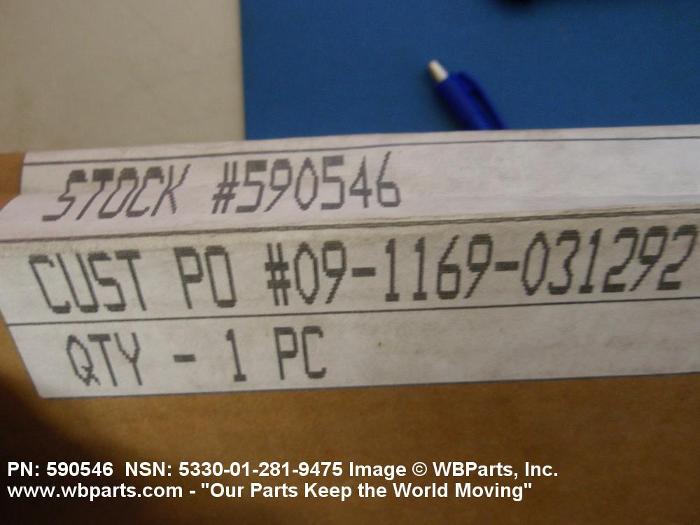 STOCK #590546
CUST PO #09-1169-031292
QTY - 1 PC
PN: 590546 NSN: 5330-01-281-9475 Image © WBParts, Inc.
www.wbparts.com - "Our Parts Keep the World Moving"